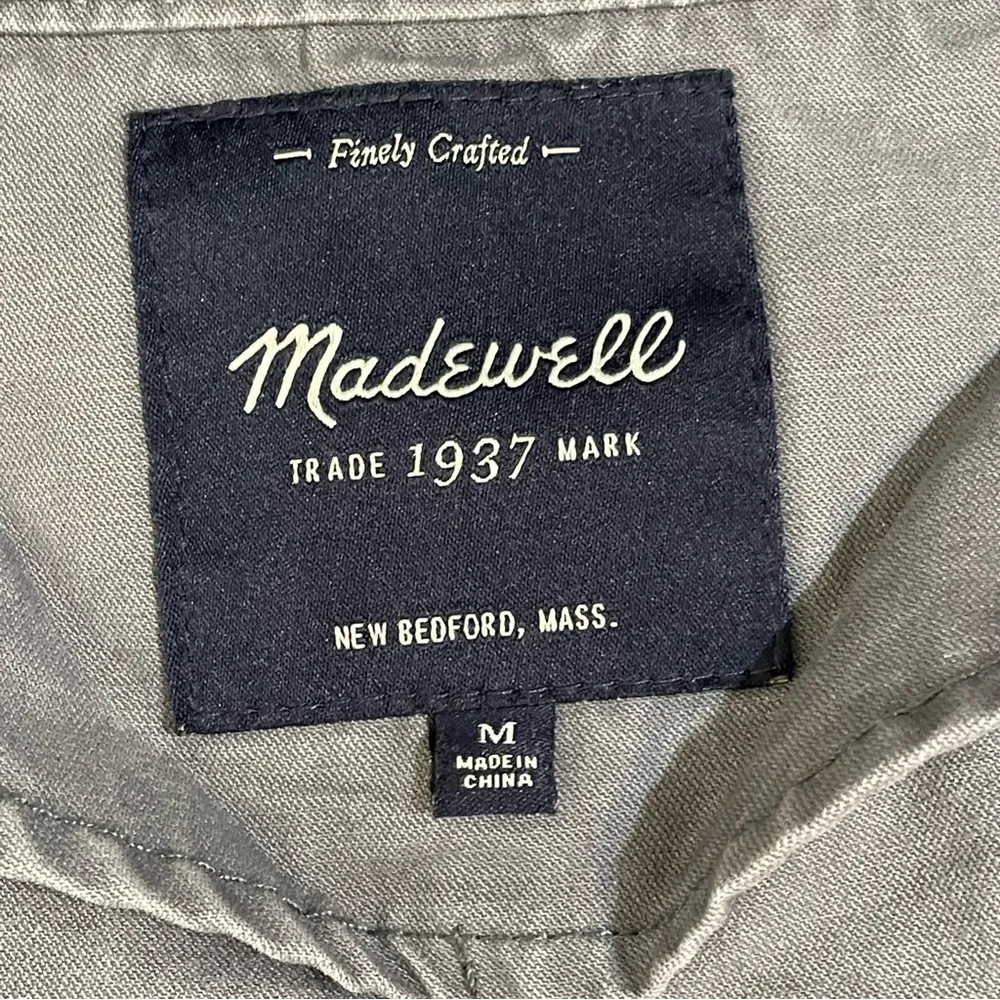 Finely Crafted
Madewell
TRADE 1937 MARK
NEW BEDFORD, MASS.
M
MADE IN
CHINA